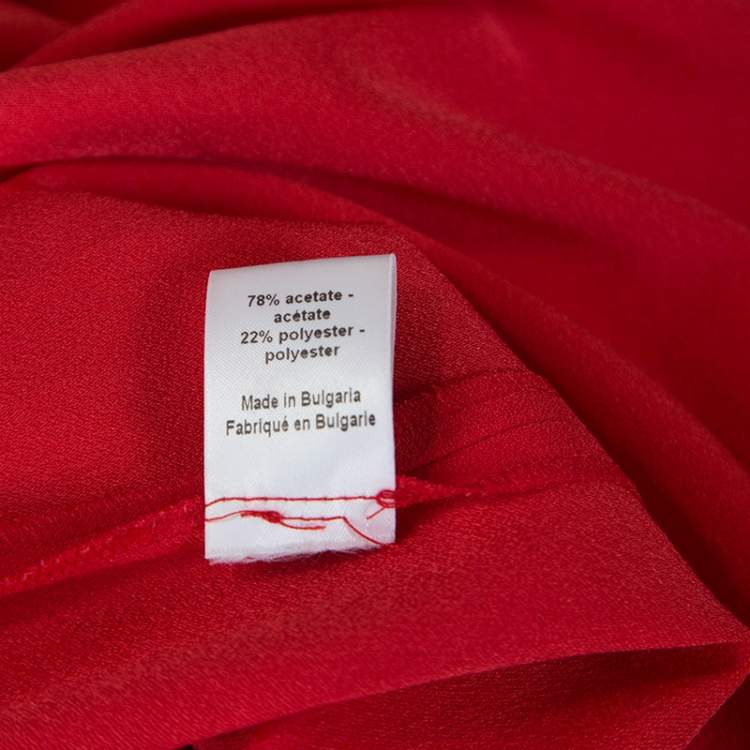 78% acetate -
acétate
22% polyester -
polyester
Made in Bulgaria
Fabriqué en Bulgarie